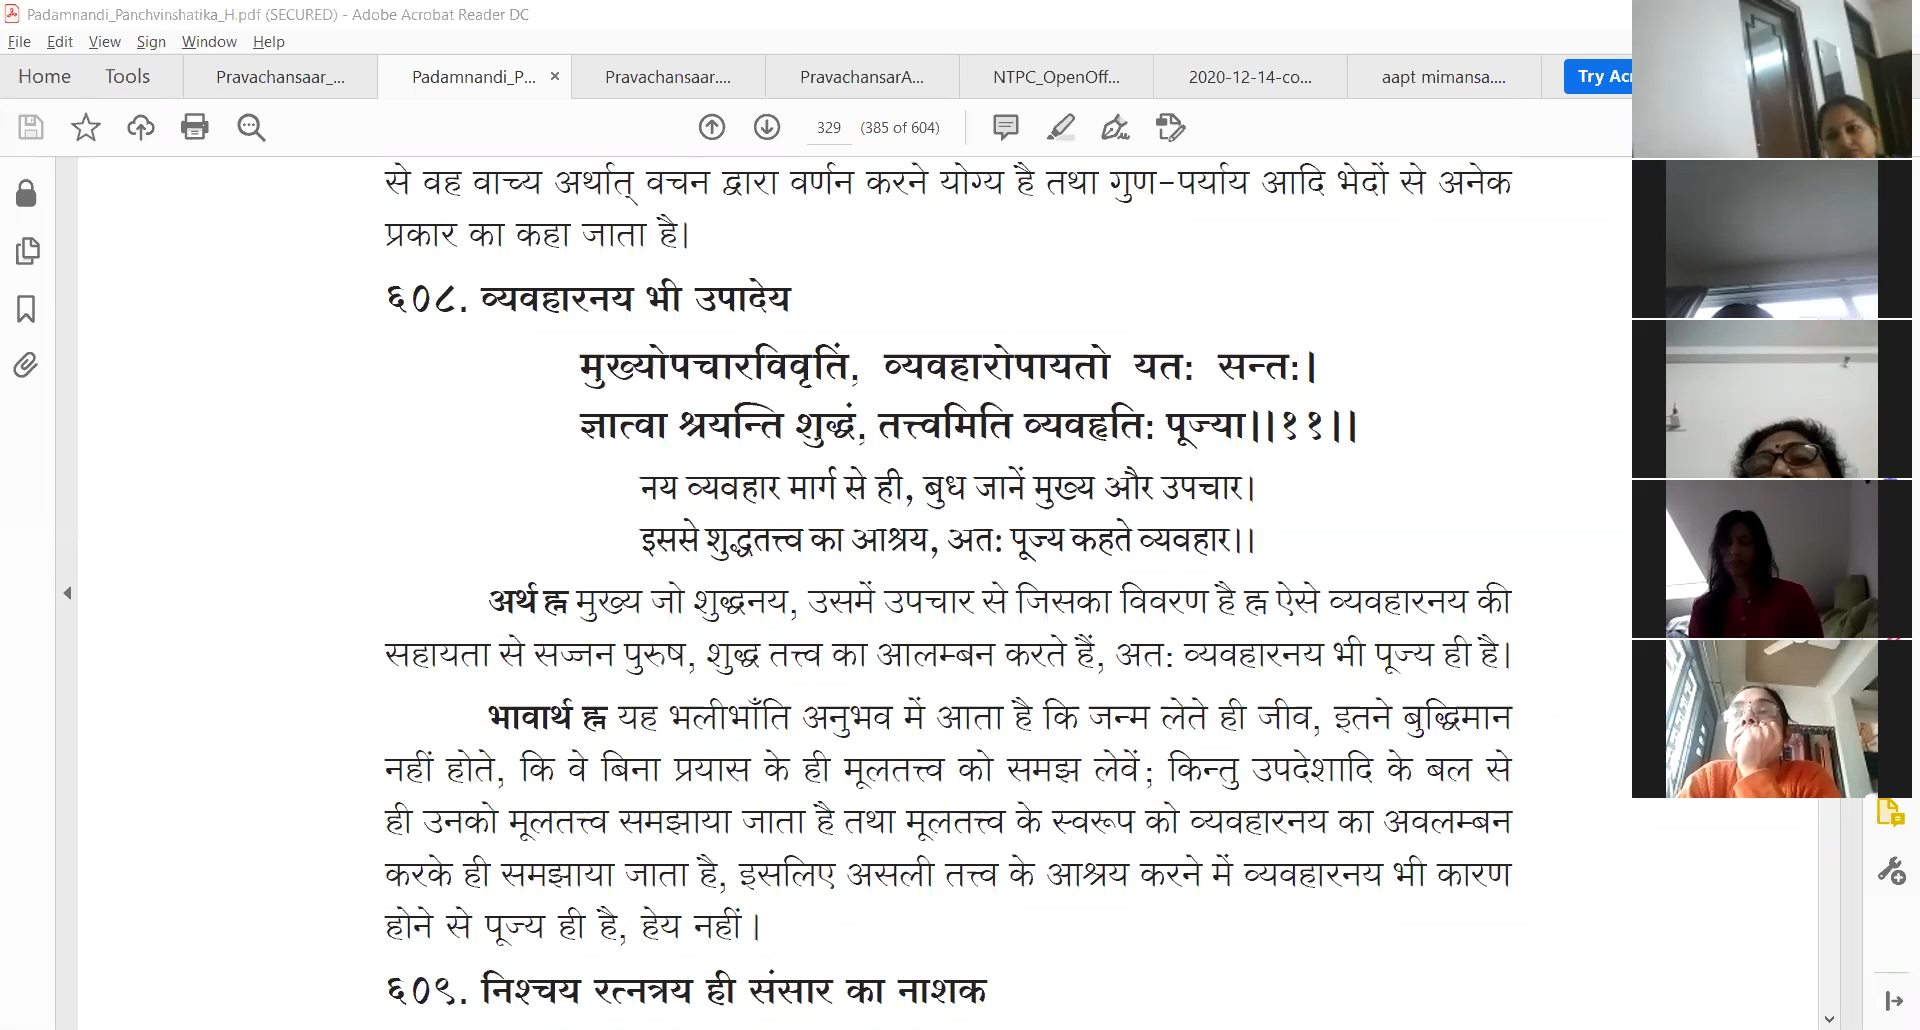 Padamnandi_Panchvinshatika_H.pdf (SECURED) - Adobe Acrobat Reader DC
File Edit View Sign Window Help
Home Tools Pravachansaar_... Padamnandi_P... × Pravachansaar.... PravachansarA... NTPC_OpenOff... 2020-12-14-co... aapt mimansa.... Try Acr
329 (385 of 604)
से वह वाच्य अर्थात् वचन द्वारा वर्णन करने योग्य है तथा गुण-पर्याय आदि भेदों से अनेक
प्रकार का कहा जाता है।
६०८. व्यवहारनय भी उपादेय
मुख्योपचारविवृतिं, व्यवहारोपायतो यतः सन्तः।
ज्ञात्वा श्रयन्ति शुद्धं, तत्त्वमिति व्यवहृतिः पूज्या।।११।।
नय व्यवहार मार्ग से ही, बुध जानें मुख्य और उपचार।
इससे शुद्धतत्त्व का आश्रय, अतः पूज्य कहते व्यवहार।।
अर्थ ह्न मुख्य जो शुद्धनय, उसमें उपचार से जिसका विवरण है ह्न ऐसे व्यवहारनय की
सहायता से सज्जन पुरुष, शुद्ध तत्त्व का आलम्बन करते हैं, अतः व्यवहारनय भी पूज्य ही है।
भावार्थ ह्न यह भलीभाँति अनुभव में आता है कि जन्म लेते ही जीव, इतने बुद्धिमान
नहीं होते, कि वे बिना प्रयास के ही मूलतत्त्व को समझ लेवें; किन्तु उपदेशादि के बल से
ही उनको मूलतत्त्व समझाया जाता है तथा मूलतत्त्व के स्वरूप को व्यवहारनय का अवलम्बन
करके ही समझाया जाता है, इसलिए असली तत्त्व के आश्रय करने में व्यवहारनय भी कारण
होने से पूज्य ही है, हेय नहीं।
६०९. निश्चय रत्नत्रय ही संसार का नाशक